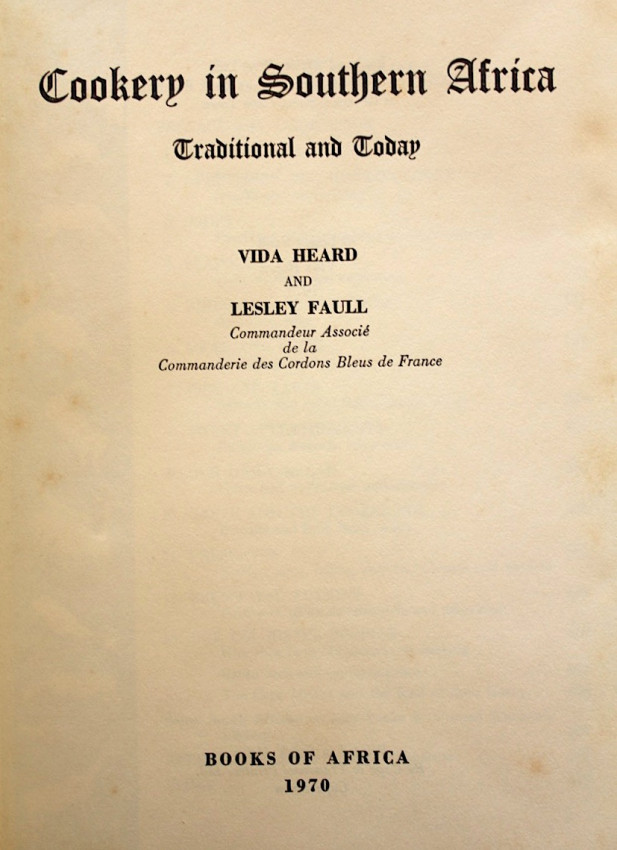 Cookery in Southern Africa
Traditional and Today
VIDA HEARD
AND
LESLEY FAULL
Commandeur Associé
de la
Commanderie des Cordons Bleus de France
BOOKS OF AFRICA
1970